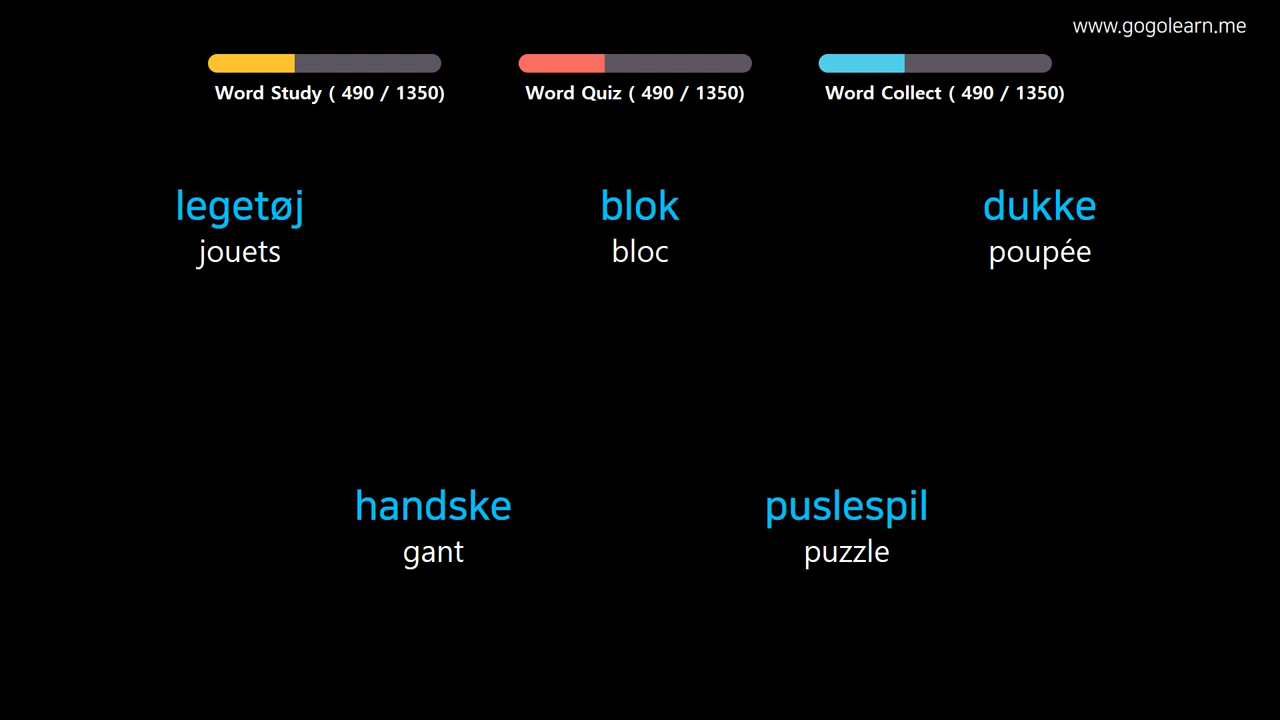 www.gogolearn.me
Word Study ( 490 / 1350)
Word Quiz ( 490 / 1350)
Word Collect ( 490 / 1350)
legetøj
jouets
blok
bloc
dukke
poupée
handske
gant
puslespil
puzzle